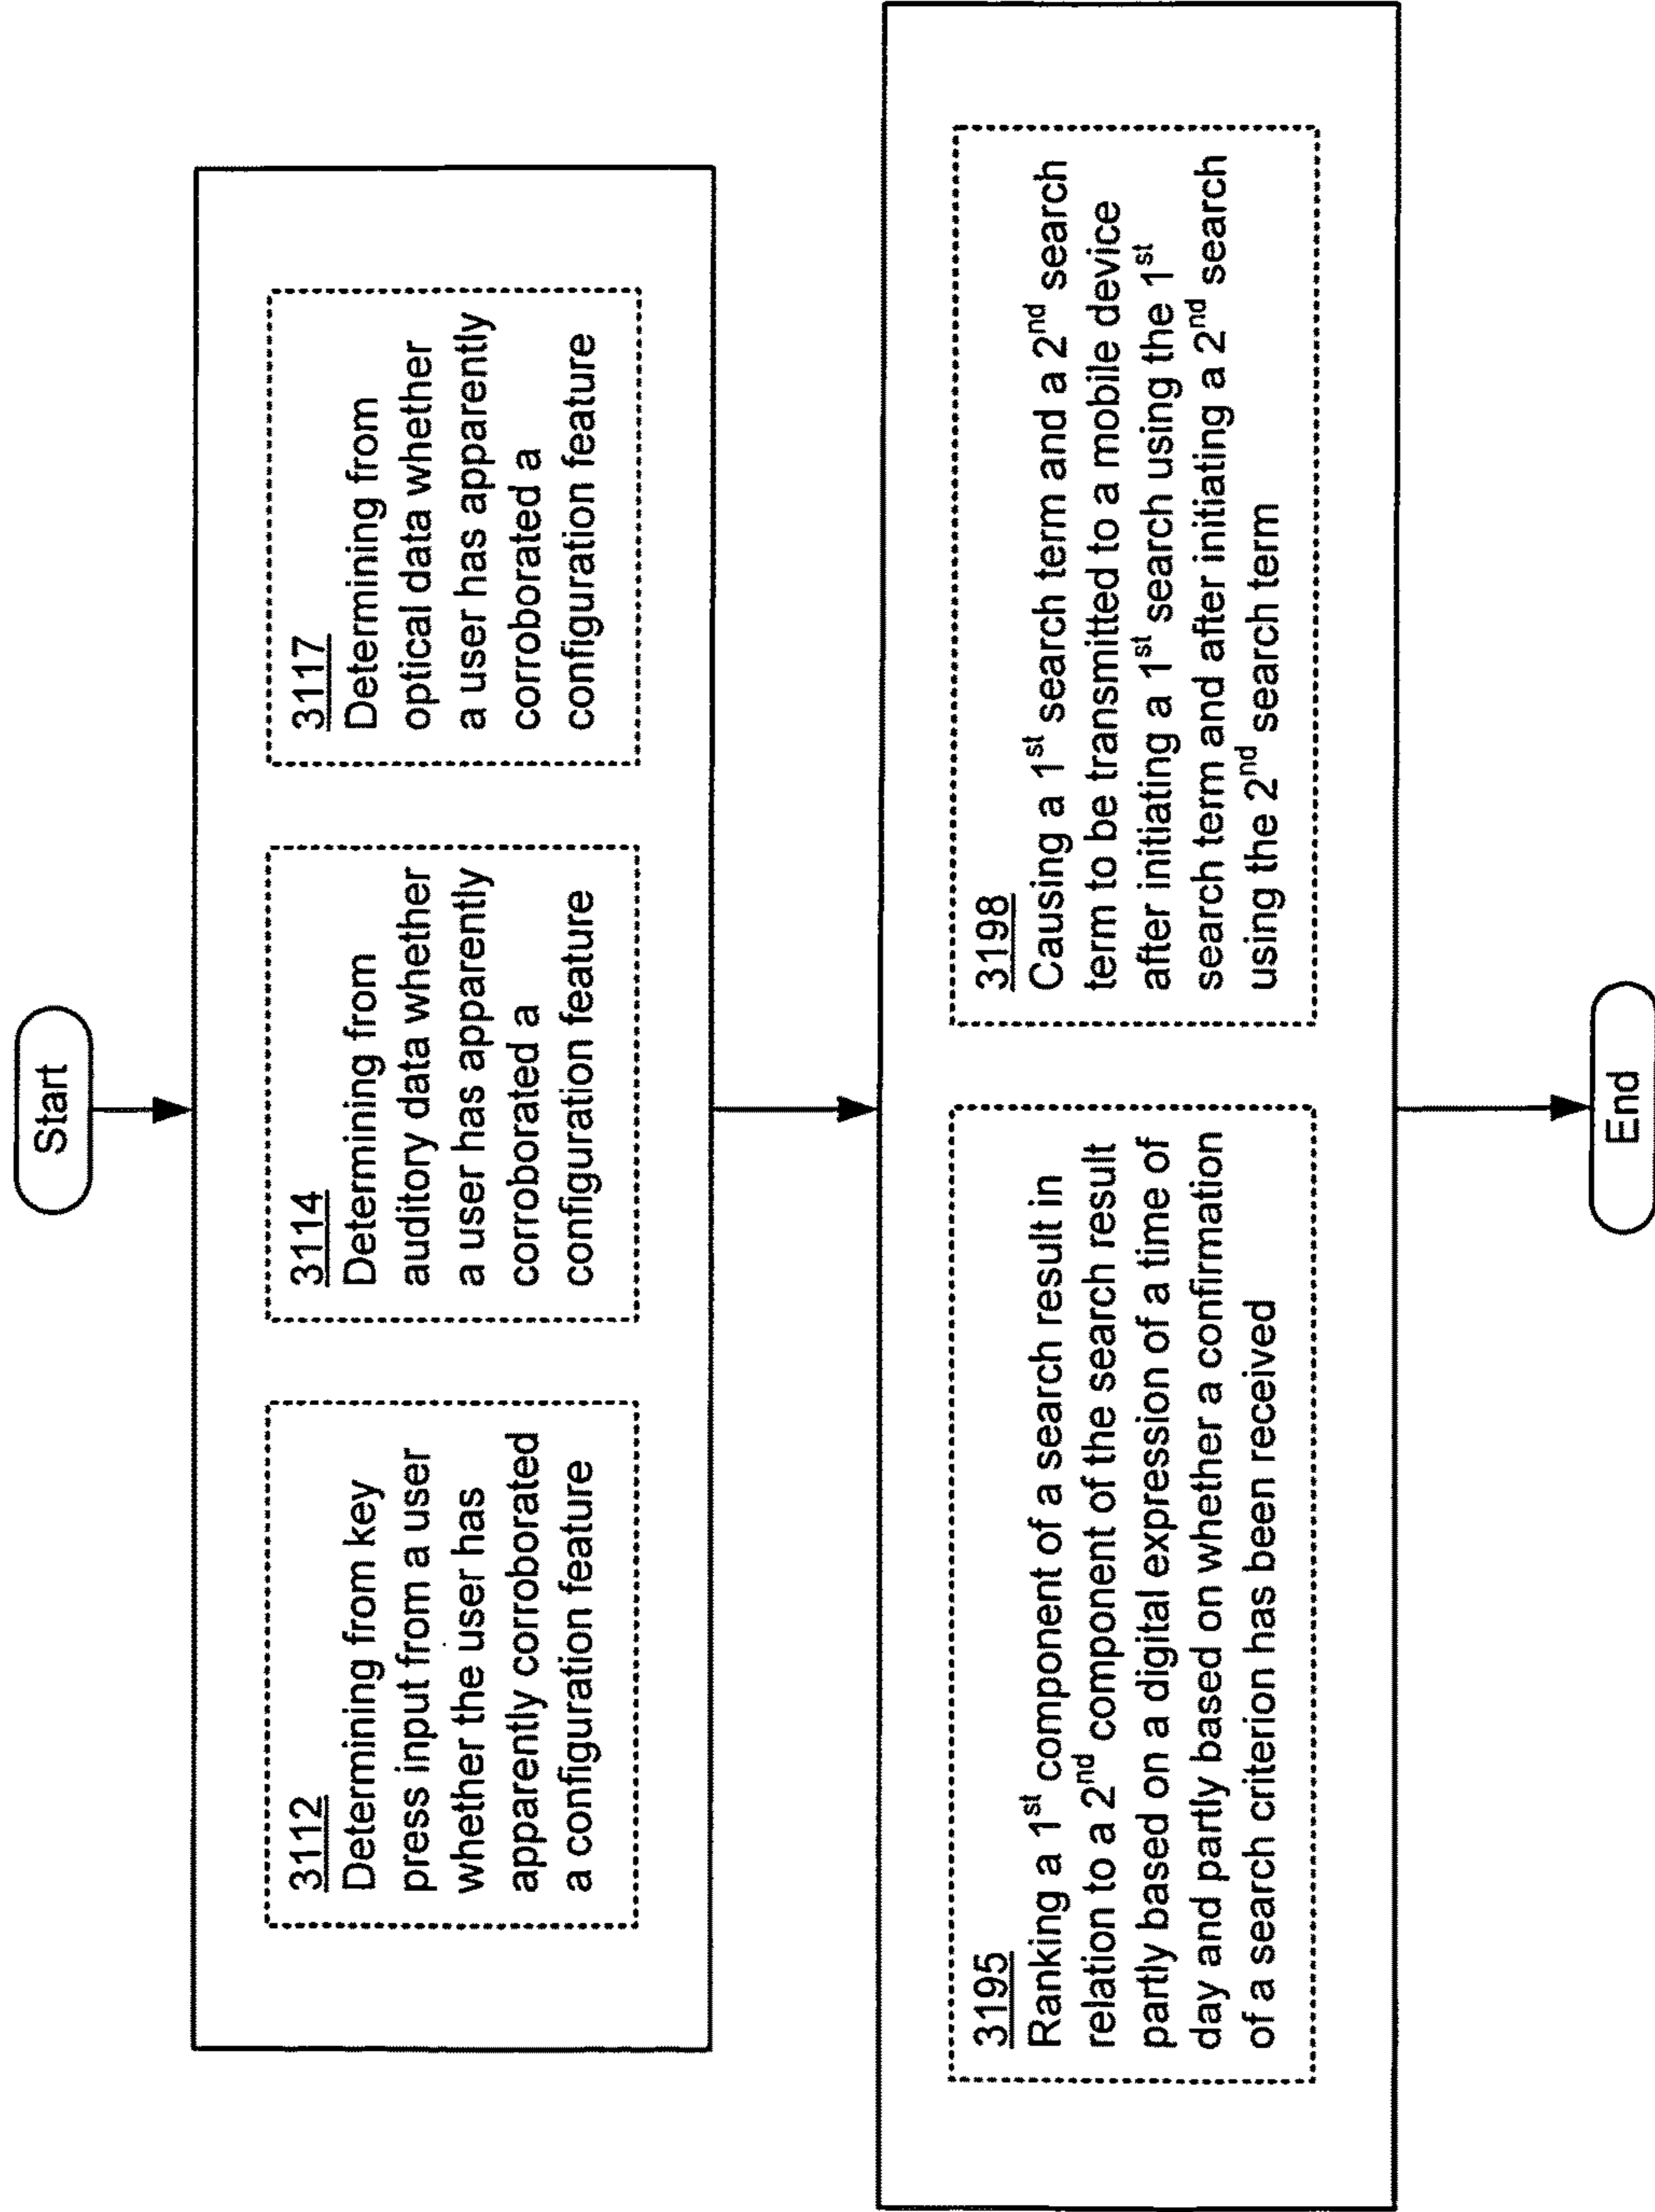 Start
3112
Determining from key
press input from a user
whether the user has
apparently corroborated
a configuration feature
3114
Determining from
auditory data whether
a user has apparently
corroborated a
configuration feature
3117
Determining from
optical data whether
a user has apparently
corroborated a
configuration feature
3195
Ranking a 1st component of a search result in
relation to a 2nd component of the search result
partly based on a digital expression of a time of
day and partly based on whether a confirmation
of a search criterion has been received
3198
Causing a 1st search term and a 2nd search
term to be transmitted to a mobile device
after initiating a 1st search using the 1st
search term and after initiating a 2nd search
using the 2nd search term
End